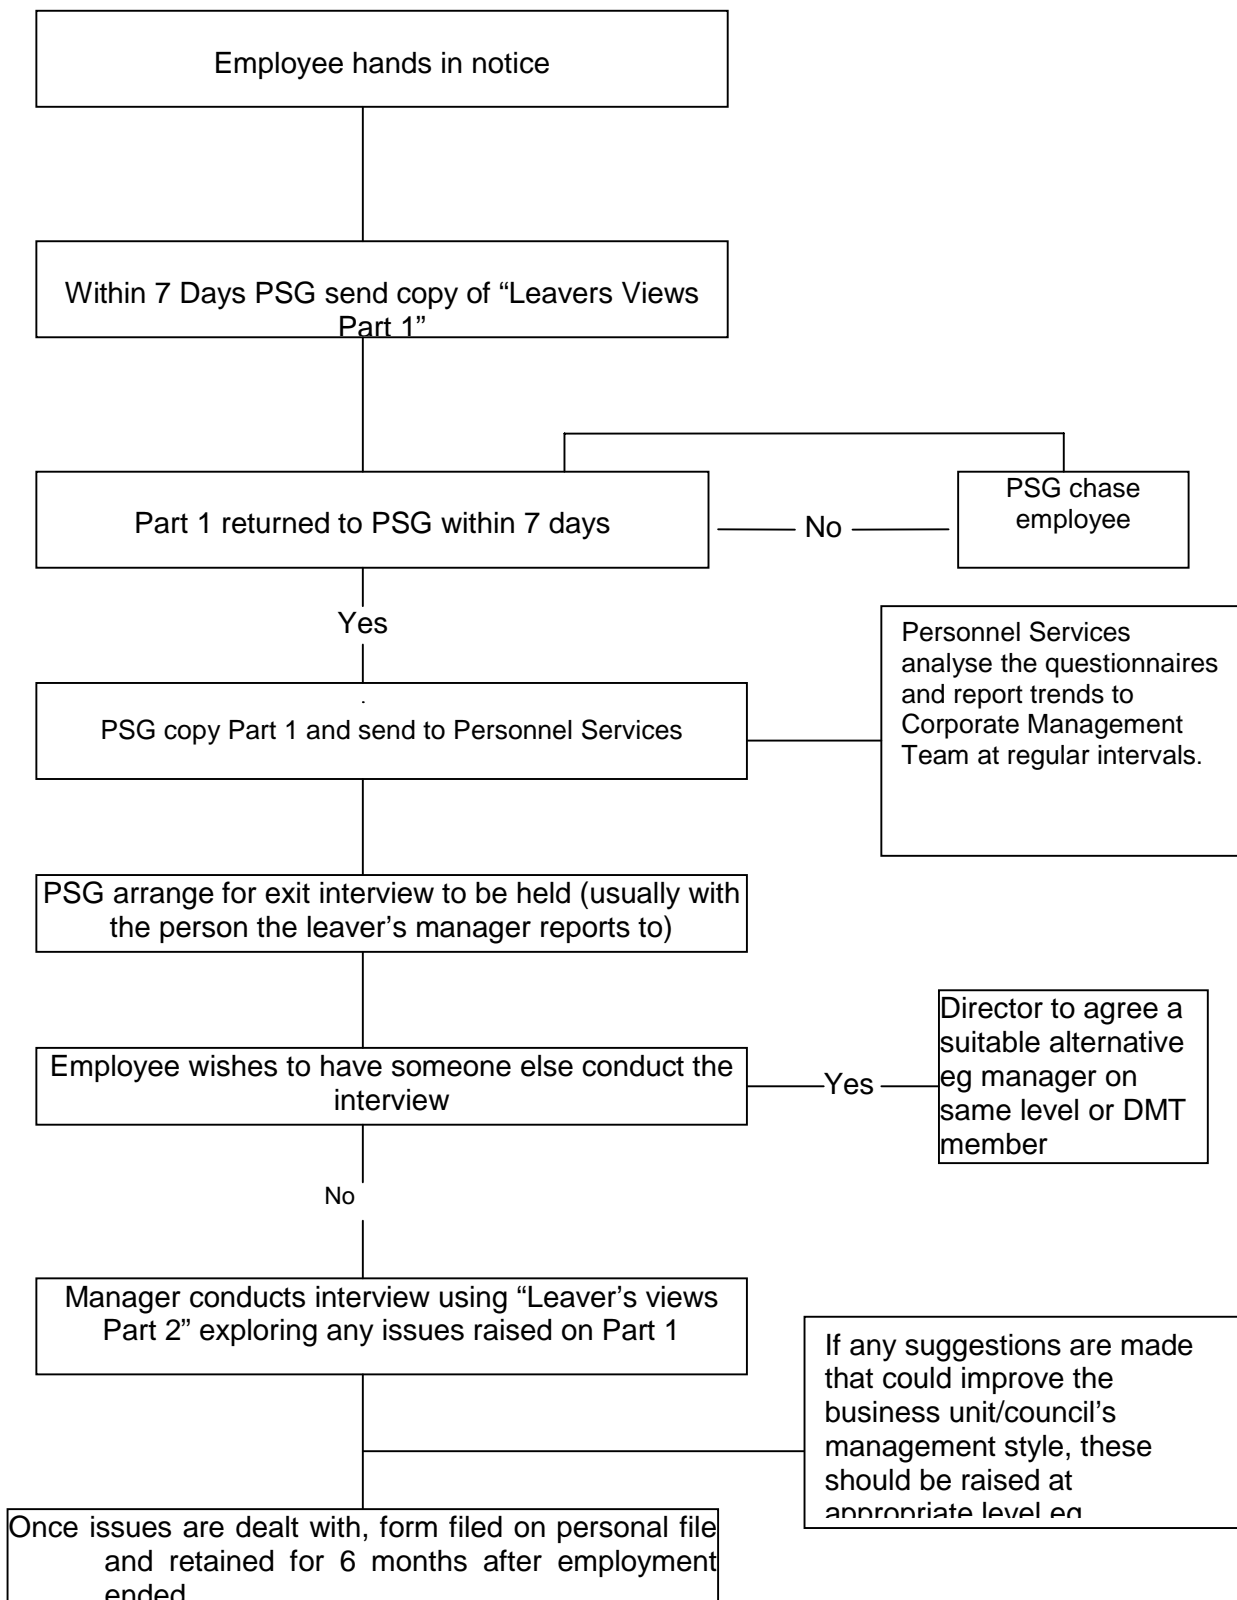 Employee hands in notice
Within 7 Days PSG send copy of “Leavers Views
Part 1”
Part 1 returned to PSG within 7 days
No
PSG chase
employee
Yes
PSG copy Part 1 and send to Personnel Services
Personnel Services
analyse the questionnaires
and report trends to
Corporate Management
Team at regular intervals.
PSG arrange for exit interview to be held (usually with
the person the leaver’s manager reports to)
Employee wishes to have someone else conduct the
interview
Yes
Director to agree a
suitable alternative
eg manager on
same level or DMT
member
No
Manager conducts interview using “Leaver’s views
Part 2” exploring any issues raised on Part 1
If any suggestions are made
that could improve the
business unit/council’s
management style, these
should be raised at
appropriate level eg
Once issues are dealt with, form filed on personal file
and retained for 6 months after employment
ended